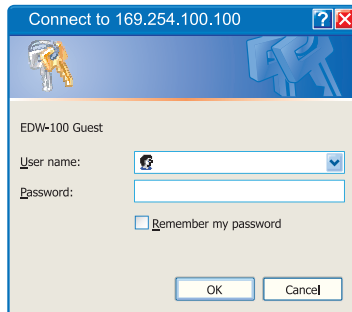 Connect to 169.254.100.100
EDW-100 Guest
User name:
Password:
Remember my password
OK Cancel